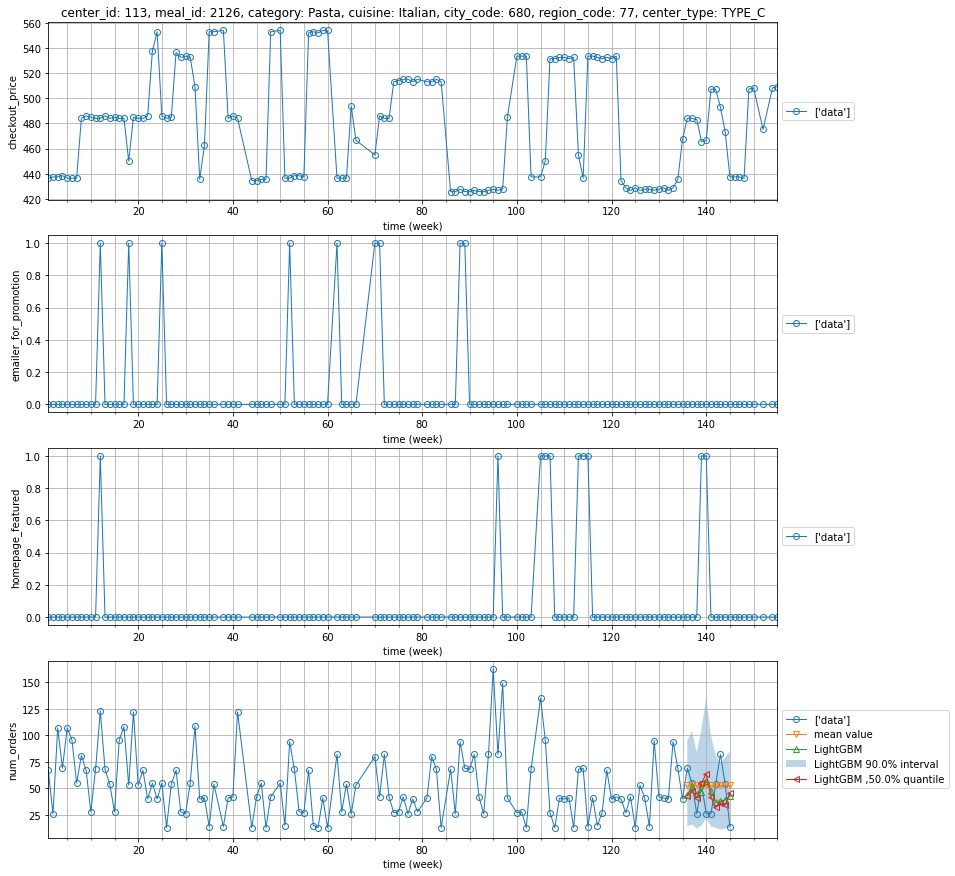 center_id: 113, meal_id: 2126, category: Pasta, cuisine: Italian, city_code: 680, region_code: 77, center_type: TYPE_C
560
540
520
500
480
460
440
420
checkout_price
20 40 60 80 100 120 140
time (week)
['data']
1.0
0.8
0.6
0.4
0.2
0.0
emailer_for_promotion
20 40 60 80 100 120 140
time (week)
['data']
1.0
0.8
0.6
0.4
0.2
0.0
homepage_featured
20 40 60 80 100 120 140
time (week)
['data']
150
125
100
75
50
25
num_orders
20 40 60 80 100 120 140
time (week)
['data']
mean value
LightGBM
LightGBM 90.0% interval
LightGBM ,50.0% quantile